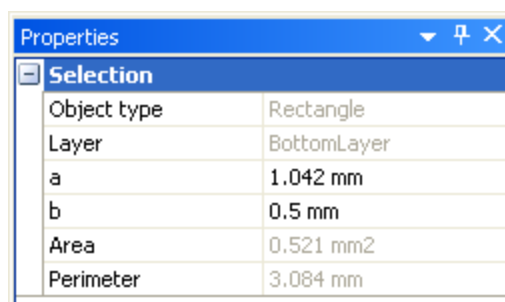 Properties
Selection
Object type Rectangle
Layer BottomLayer
a 1.042 mm
b 0.5 mm
Area 0.521 mm2
Perimeter 3.084 mm